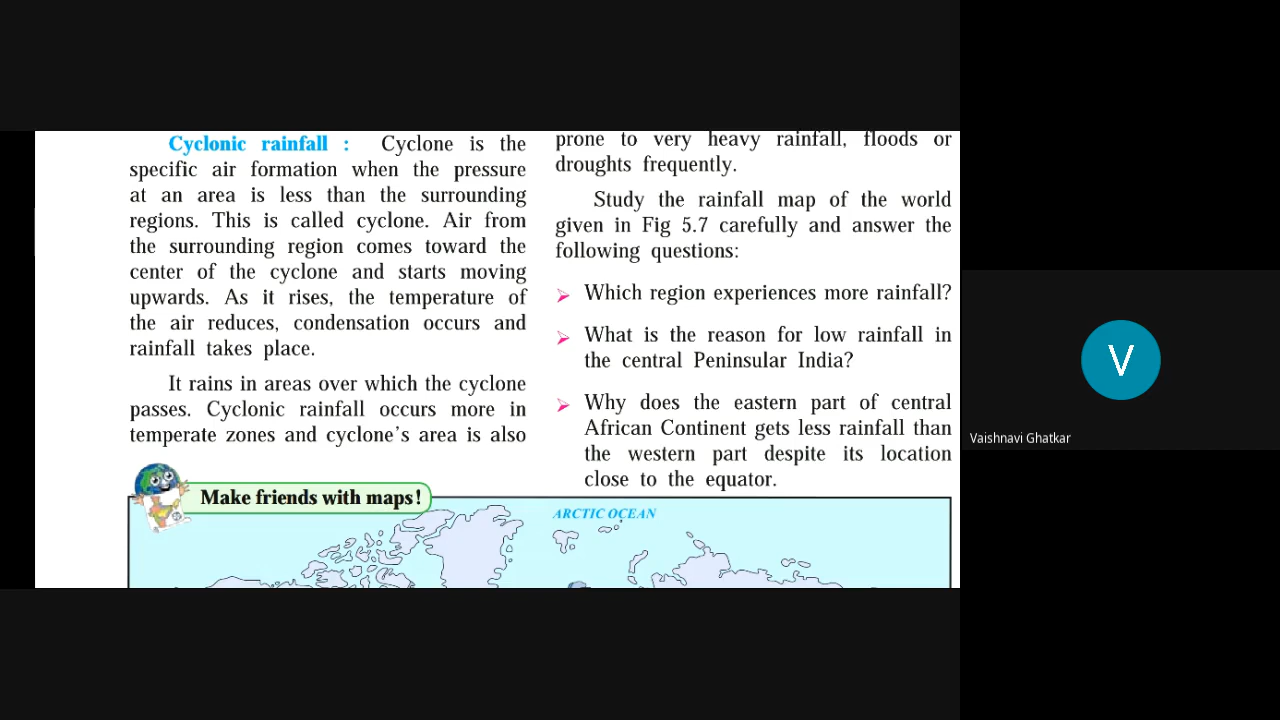 Cyclonic rainfall : Cyclone is the
specific air formation when the pressure
at an area is less than the surrounding
regions. This is called cyclone. Air from
the surrounding region comes toward the
center of the cyclone and starts moving
upwards. As it rises, the temperature of
the air reduces, condensation occurs and
rainfall takes place.
It rains in areas over which the cyclone
passes. Cyclonic rainfall occurs more in
temperate zones and cyclone's area is also
prone to very heavy rainfall, floods or
droughts frequently.
Study the rainfall map of the world
given in Fig 5.7 carefully and answer the
following questions:
Which region experiences more rainfall?
What is the reason for low rainfall in
the central Peninsular India?
Why does the eastern part of central
African Continent gets less rainfall than
the western part despite its location
close to the equator.
Make friends with maps!
ARCTIC OCEAN
V
Vaishnavi Ghatkar